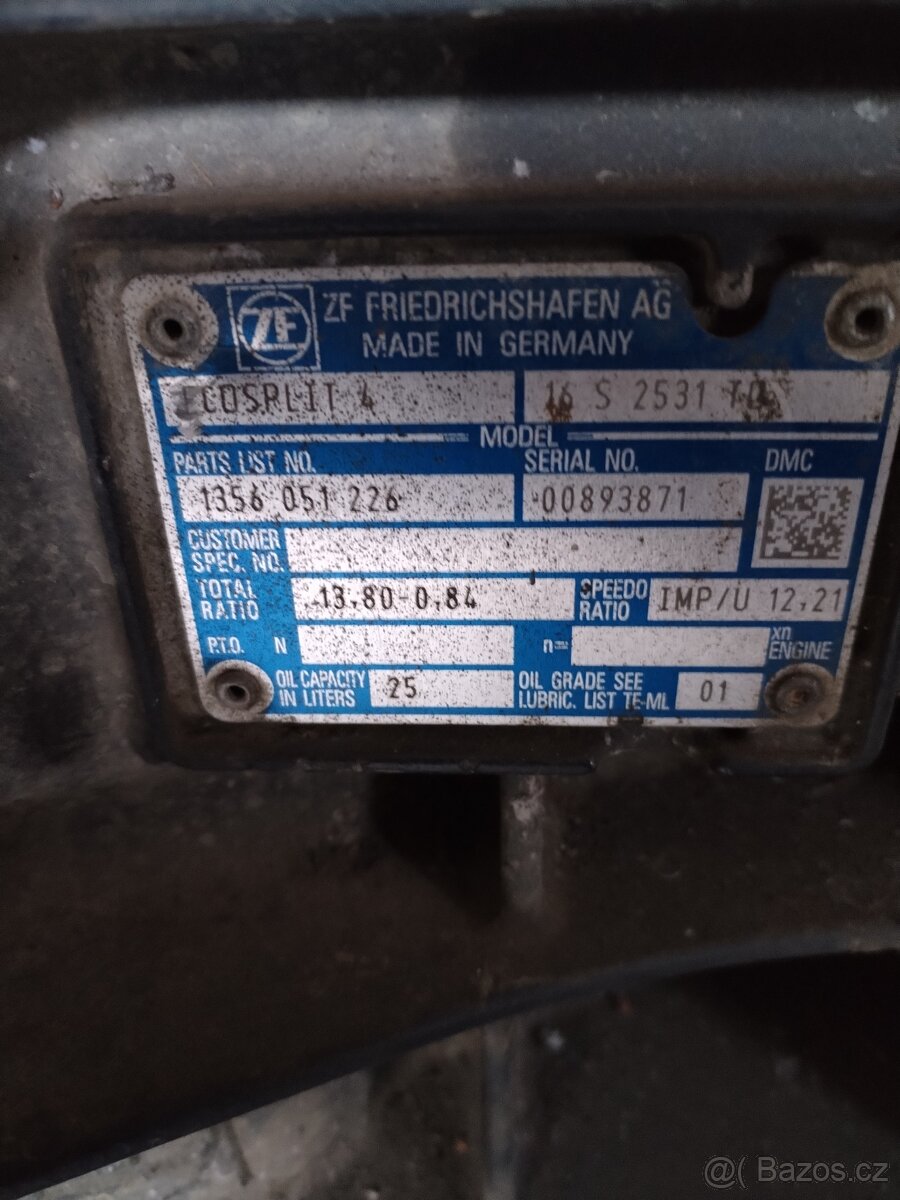 ZF
ZF FRIEDRICHSHAFEN AG
MADE IN GERMANY
ECOSPLIT 4 16 S 2531 TO
MODEL
PARTS LIST NO. SERIAL NO. DMC
1356 051 226 00893871
CUSTOMER
SPEC. NO.
TOTAL
RATIO 13,80-0,84
SPEEDO
RATIO IMP/U 12,21
P.T.O. N n xn
ENGINE
OIL CAPACITY
IN LITERS 25
OIL GRADE SEE
LUBRIC. LIST TE-ML 01
@( Bazos.cz